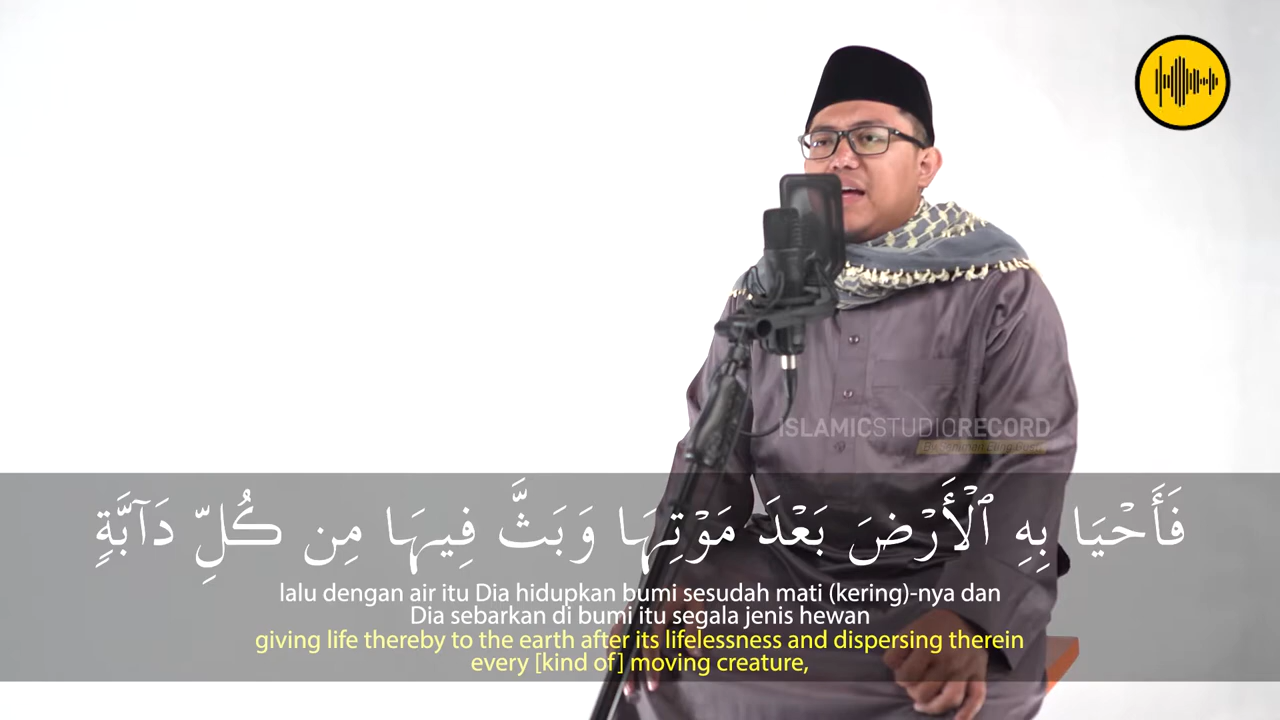 ISLAMICSTUDIORECORD
فَأَحْيَا بِهِ ٱلْأَرْضَ بَعْدَ مَوْتِهَا وَبَثَّ فِيهَا مِن كُلِّ دَآبَّةٍ
lalu dengan air itu Dia hidupkan bumi sesudah mati (kering)-nya dan
Dia sebarkan di bumi itu segala jenis hewan
giving life thereby to the earth after its lifelessness and dispersing therein
every [kind of] moving creature,